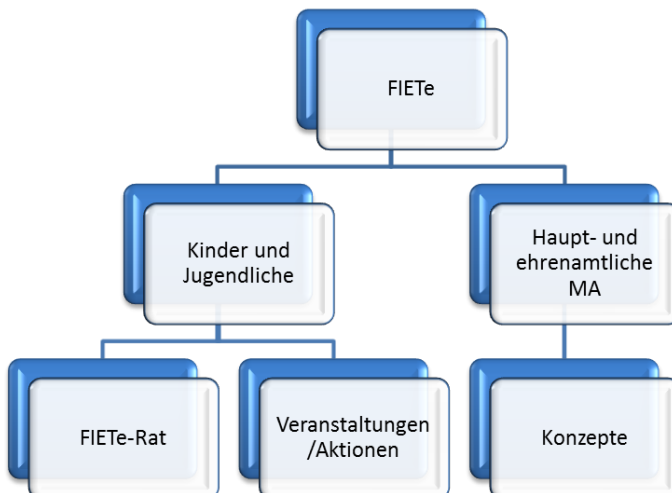 FIETe
Kinder und
Jugendliche
Haupt- und
ehrenamtliche
MA
FIETe-Rat
Veranstaltungen
/Aktionen
Konzepte